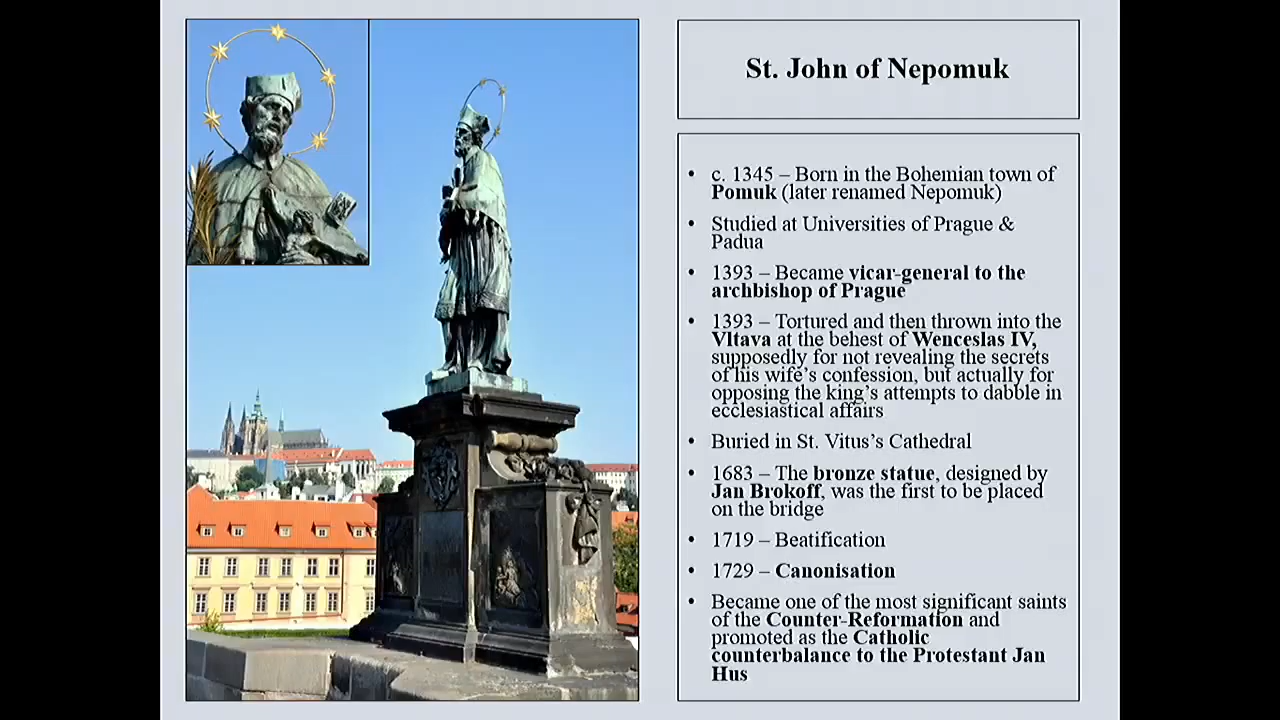 St. John of Nepomuk
• c. 1345 – Born in the Bohemian town of
Pomuk (later renamed Nepomuk)
• Studied at Universities of Prague &
Padua
• 1393 – Became vicar-general to the
archbishop of Prague
• 1393 – Tortured and then thrown into the
Vltava at the behest of Wenceslas IV,
supposedly for not revealing the secrets
of his wife’s confession, but actually for
opposing the king’s attempts to dabble in
ecclesiastical affairs
• Buried in St. Vitus’s Cathedral
• 1683 – The bronze statue, designed by
Jan Brokoff, was the first to be placed
on the bridge
• 1719 – Beatification
• 1729 – Canonisation
• Became one of the most significant saints
of the Counter-Reformation and
promoted as the Catholic
counterbalance to the Protestant Jan
Hus